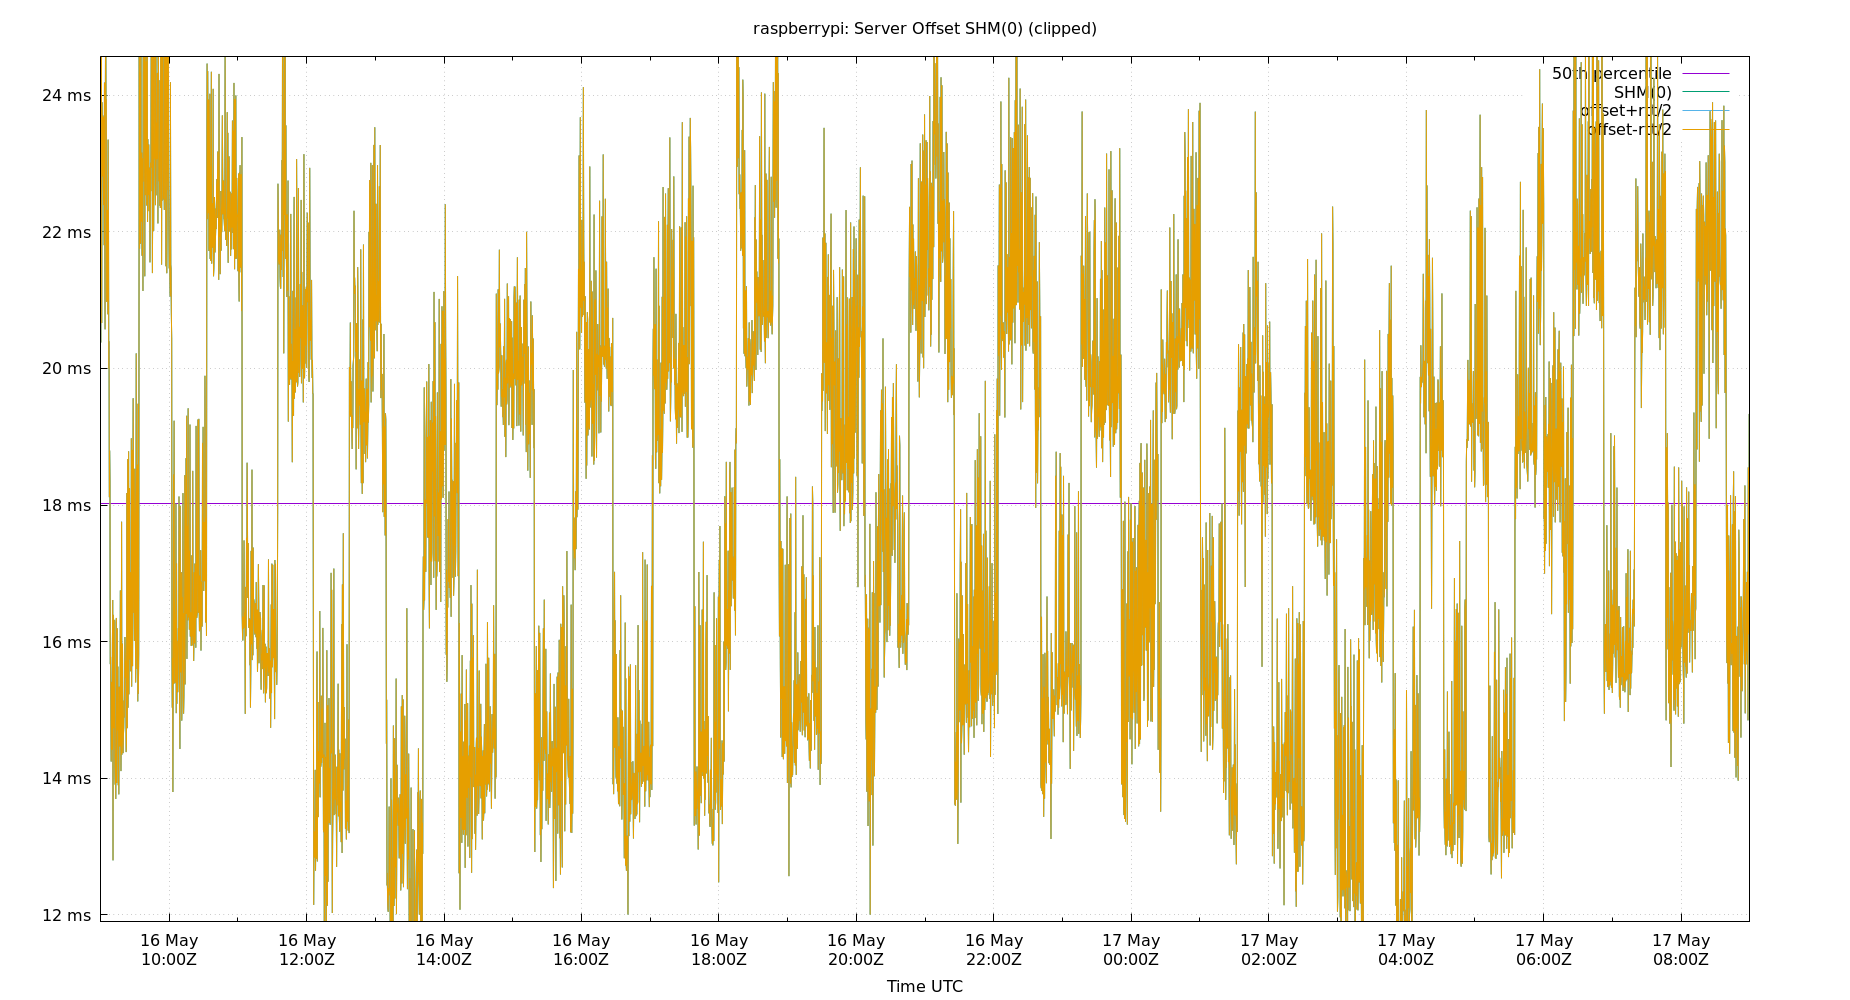 raspberrypi: Server Offset SHM(0) (clipped)
50th percentile
SHM(0)
offset+rtt/2
offset-rtt/2
24 ms
22 ms
20 ms
18 ms
16 ms
14 ms
12 ms
16 May 16 May 16 May 16 May 16 May 16 May 16 May 17 May 17 May 17 May 17 May 17 May
10:00Z 12:00Z 14:00Z 16:00Z 18:00Z 20:00Z 22:00Z 00:00Z 02:00Z 04:00Z 06:00Z 08:00Z
Time UTC